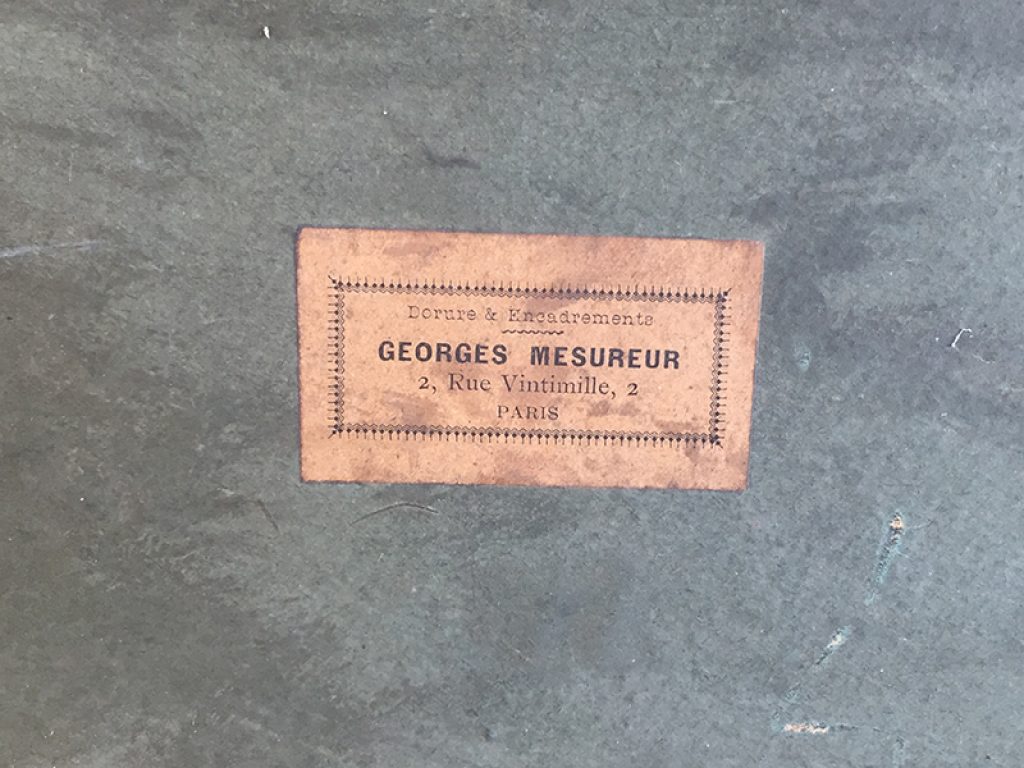 Dorure & Encadrements
GEORGES MESUREUR
2, Rue Vintimille, 2
PARIS